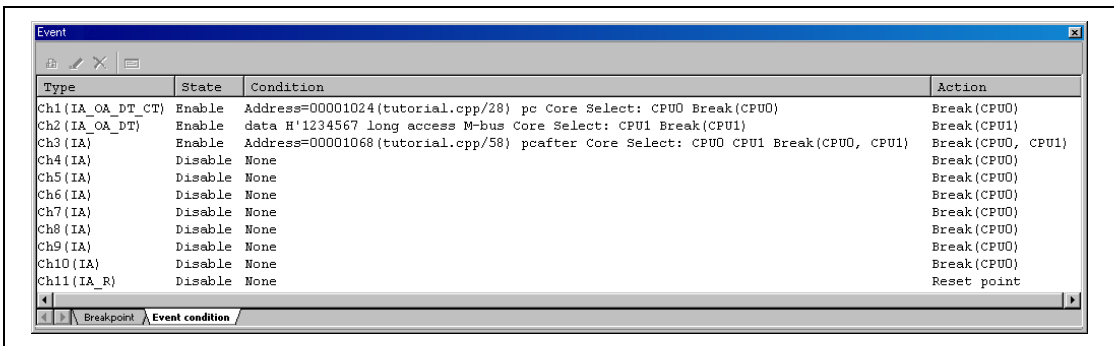 Event
Type State Condition Action
Ch1(IA_OA_DT_CT) Enable Address=00001024(tutorial.cpp/28) pc Core Select: CPU0 Break(CPU0) Break(CPU0)
Ch2(IA_OA_DT) Enable data H'1234567 long access M-bus Core Select: CPU1 Break(CPU1) Break(CPU1)
Ch3(IA) Enable Address=00001068(tutorial.cpp/58) pcafter Core Select: CPU0 CPU1 Break(CPU0, CPU1) Break(CPU0, CPU1)
Ch4(IA) Disable None Break(CPU0)
Ch5(IA) Disable None Break(CPU0)
Ch6(IA) Disable None Break(CPU0)
Ch7(IA) Disable None Break(CPU0)
Ch8(IA) Disable None Break(CPU0)
Ch9(IA) Disable None Break(CPU0)
Ch10(IA) Disable None Break(CPU0)
Ch11(IA_R) Disable None Reset point
Breakpoint Event condition